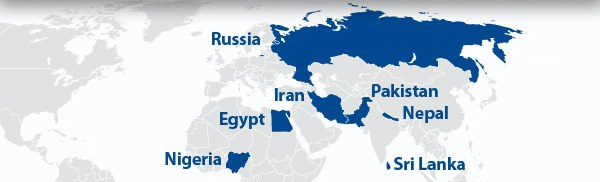 Russia
Iran
Pakistan
Egypt
Nepal
Nigeria
Sri Lanka